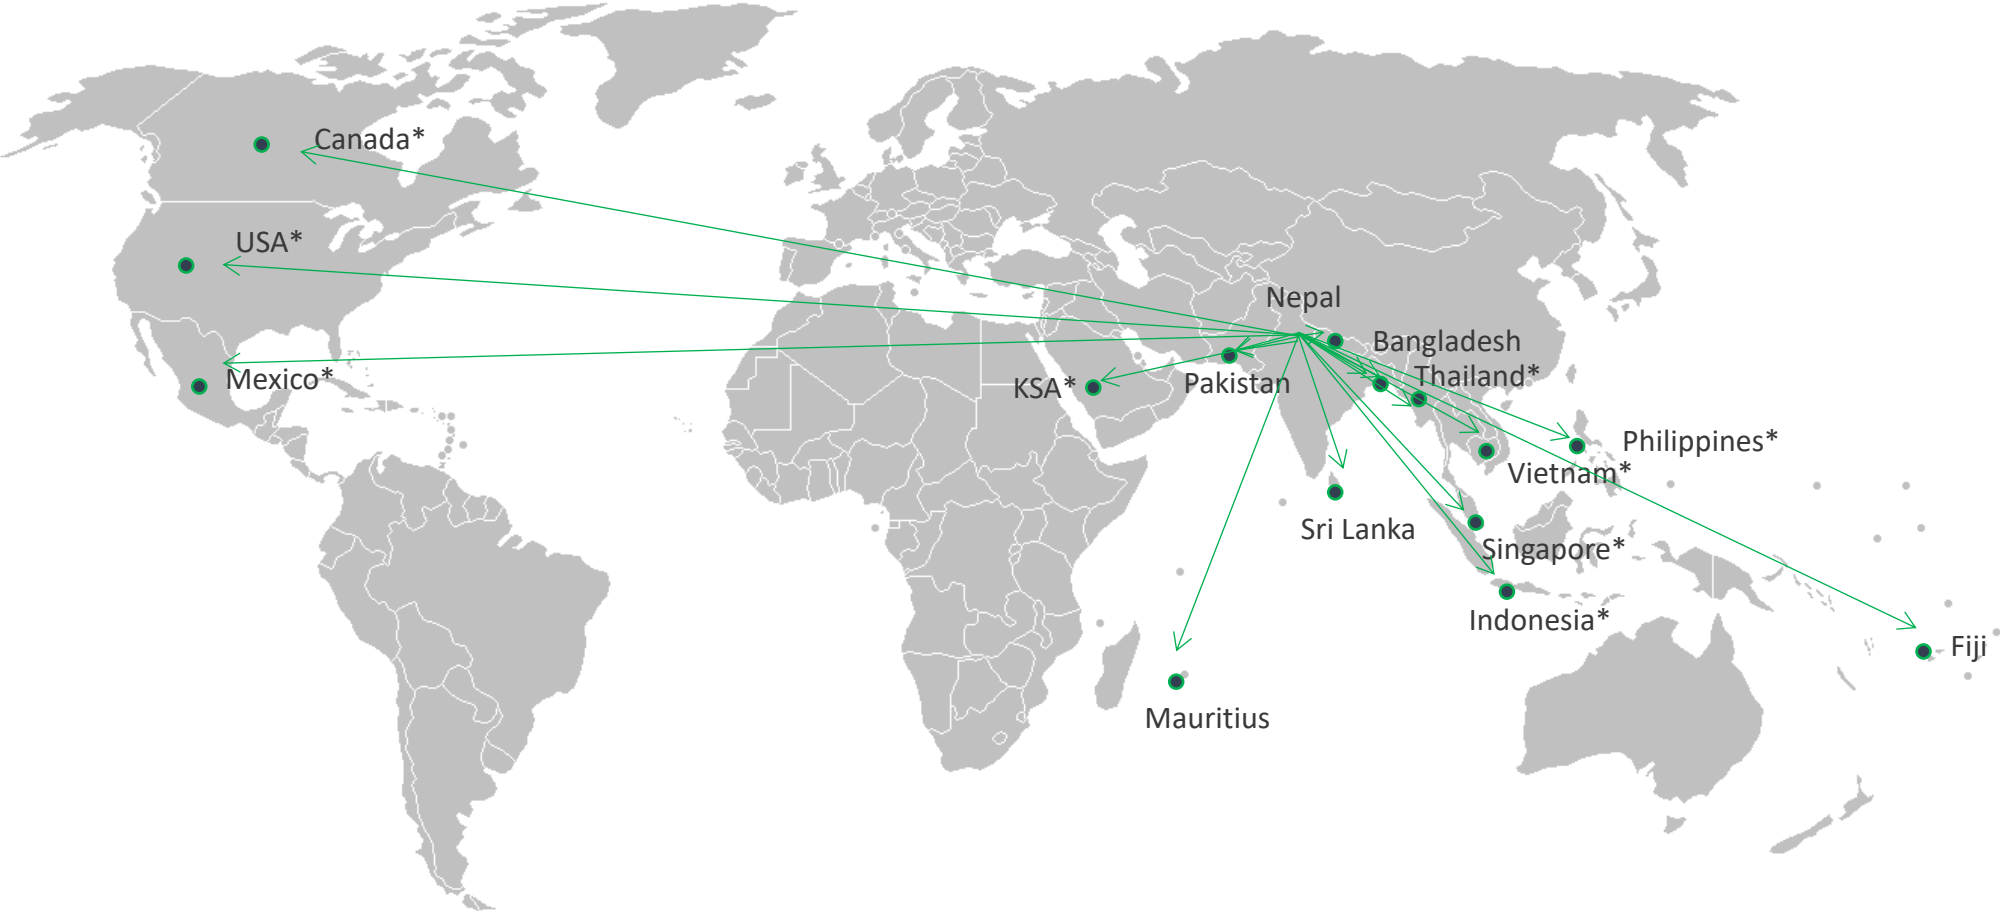 Canada*
USA*
Nepal
Bangladesh
Thailand*
Mexico*
KSA*
Pakistan
Philippines*
Vietnam*
Sri Lanka
Singapore*
Indonesia*
Fiji
Mauritius